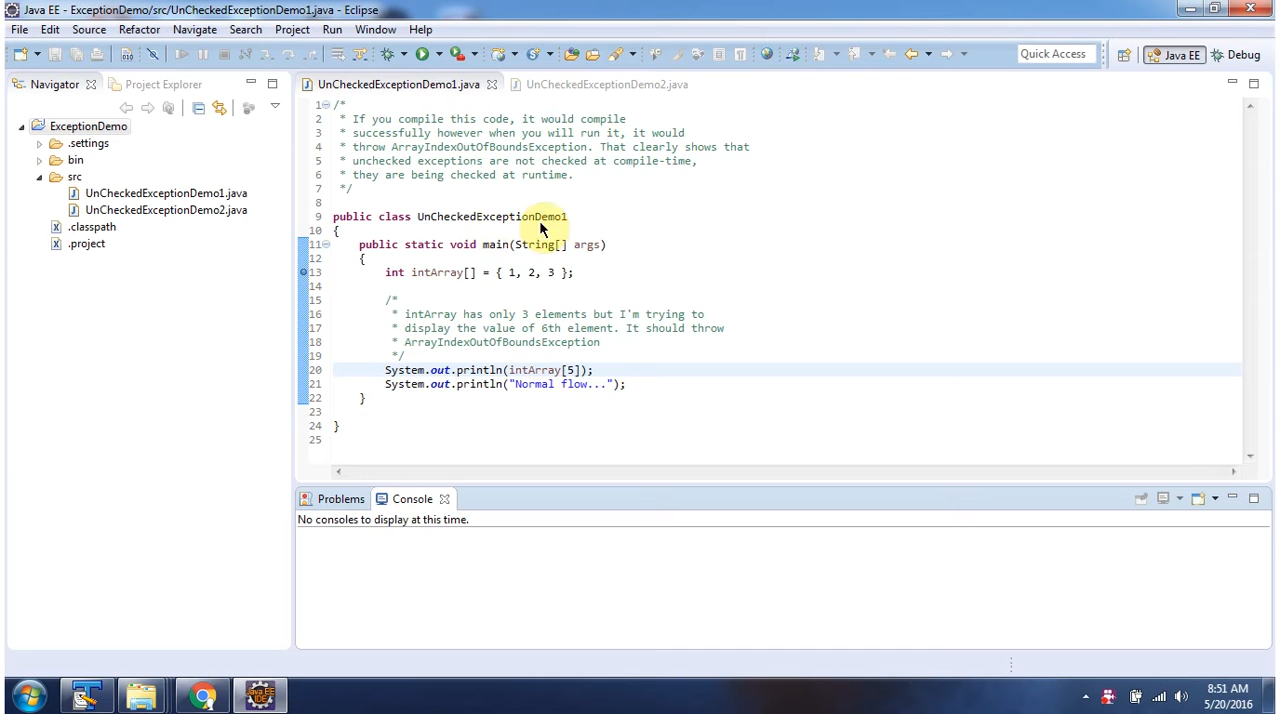 Java EE - ExceptionDemo/src/UnCheckedExceptionDemo1.java - Eclipse
File Edit Source Refactor Navigate Search Project Run Window Help
Quick Access Java EE Debug
Navigator Project Explorer
UnCheckedExceptionDemo1.java UnCheckedExceptionDemo2.java
ExceptionDemo
.settings
bin
src
UnCheckedExceptionDemo1.java
UnCheckedExceptionDemo2.java
.classpath
.project
1 /*
2 * If you compile this code, it would compile
3 * successfully however when you will run it, it would
4 * throw ArrayIndexOutOfBoundsException. That clearly shows that
5 * unchecked exceptions are not checked at compile-time,
6 * they are being checked at runtime.
7 */
8
9 public class UnCheckedExceptionDemo1
10 {
11 public static void main(String[] args)
12 {
13 int intArray[] = { 1, 2, 3 };
14
15 /*
16 * intArray has only 3 elements but I'm trying to
17 * display the value of 6th element. It should throw
18 * ArrayIndexOutOfBoundsException
19 */
20 System.out.println(intArray[5]);
21 System.out.println("Normal flow...");
22 }
23
24 }
25
Problems Console
No consoles to display at this time.
Java EE
IDE
8:51 AM
5/20/2016